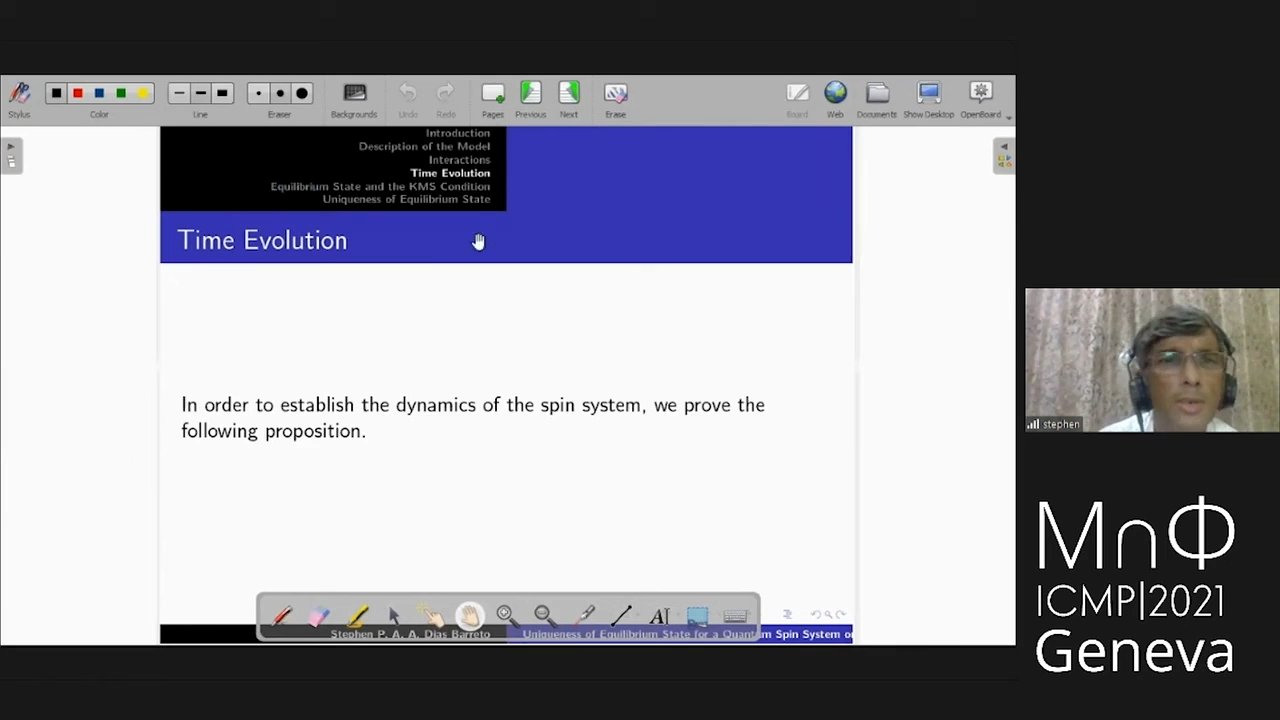 Stylus
Color
Line
Eraser
Backgrounds
Undo
Redo
Pages
Previous
Next
Erase
Board
Web
Documents
Show Desktop
OpenBoard
Introduction
Description of the Model
Interactions
Time Evolution
Equilibrium State and the KMS Condition
Uniqueness of Equilibrium State
Time Evolution
In order to establish the dynamics of the spin system, we prove the
following proposition.
Stephen P. A. A. Dias Barreto
Uniqueness of Equilibrium State for a Quantum Spin System on
stephen
M∩Φ
ICMP|2021
Geneva